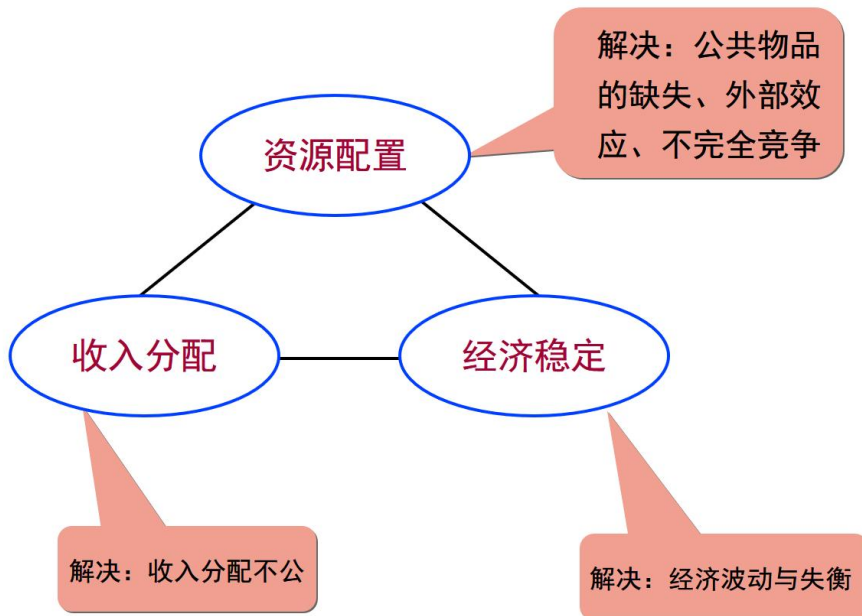 解决：公共物品
的缺失、外部效
应、不完全竞争
资源配置
收入分配
经济稳定
解决：收入分配不公
解决：经济波动与失衡